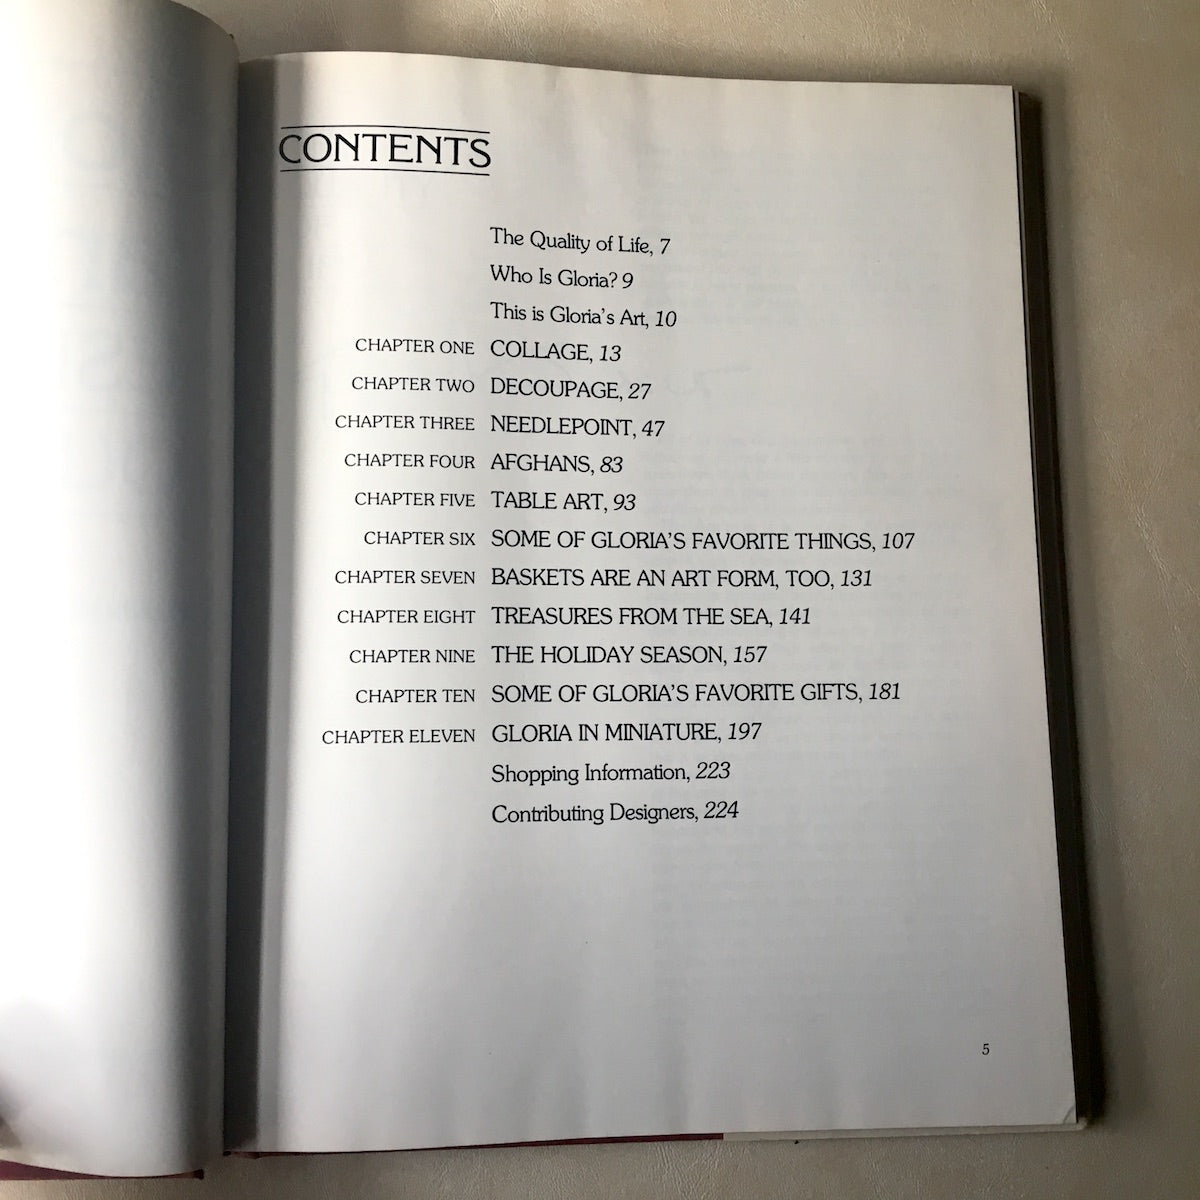 CONTENTS
The Quality of Life, 7
Who Is Gloria? 9
This is Gloria's Art, 10
CHAPTER ONE COLLAGE, 13
CHAPTER TWO DECOUPAGE, 27
CHAPTER THREE NEEDLEPOINT, 47
CHAPTER FOUR AFGHANS, 83
CHAPTER FIVE TABLE ART, 93
CHAPTER SIX SOME OF GLORIA'S FAVORITE THINGS, 107
CHAPTER SEVEN BASKETS ARE AN ART FORM, TOO, 131
CHAPTER EIGHT TREASURES FROM THE SEA, 141
CHAPTER NINE THE HOLIDAY SEASON, 157
CHAPTER TEN SOME OF GLORIA'S FAVORITE GIFTS, 181
CHAPTER ELEVEN GLORIA IN MINIATURE, 197
Shopping Information, 223
Contributing Designers, 224
5